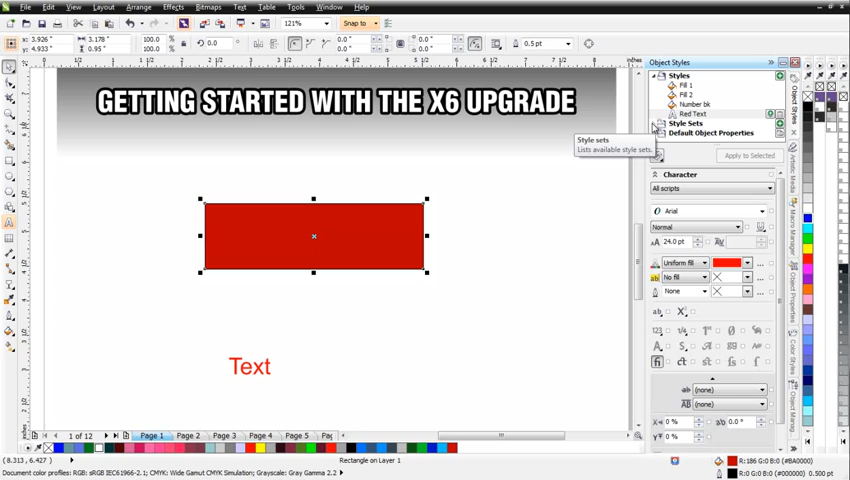 File Edit View Layout Arrange Effects Bitmaps Text Table Tools Window Help
121% Snap to
x: 3.926 " 3.178 " 100.0 % 0.0 ° 0.0 " 0.0 " 0.5 pt
y: 4.933 " 0.95 " 100.0 % 0.0 " 0.0 "
inches
Object Styles
Styles
Fill 1
Fill 2
Number bk
Red Text
Style Sets
Default Object Properties
Style sets
Lists available style sets.
Apply to Selected
GETTING STARTED WITH THE X6 UPGRADE
Character
All scripts
Arial
Normal
24.0 pt
Uniform fill
No fill
None
(none)
(none)
X 0 % ab 0.0 °
Y 0 %
Object Styles
Artistic Media
Macro Manager
Object Properties
Color Styles
Object Manag
Text
1 of 12 Page 1 Page 2 Page 3 Page 4 Page 5
(8.313, 6.427) Rectangle on Layer 1 R:186 G:0 B:0 (#BA0000)
Document color profiles: RGB: sRGB IEC61966-2.1; CMYK: Wide Gamut CMYK Simulation; Grayscale: Gray Gamma 2.2 R:0 G:0 B:0 (#000000) 0.500 pt